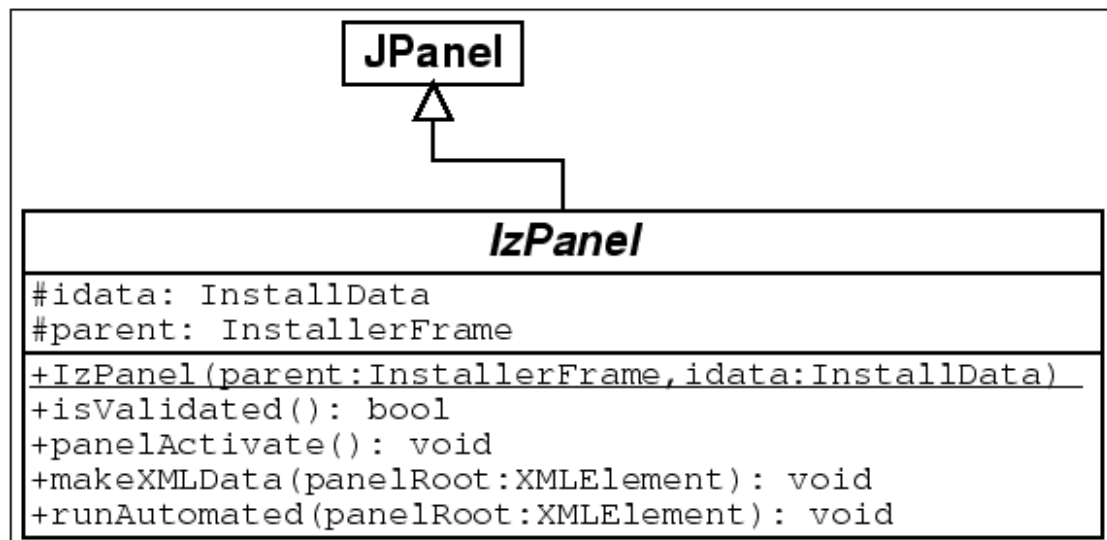 JPanel
IzPanel
#idata: InstallData
#parent: InstallerFrame
+IzPanel(parent:InstallerFrame,idata:InstallData)
+isValidated(): bool
+panelActivate(): void
+makeXMLData(panelRoot:XMLElement): void
+runAutomated(panelRoot:XMLElement): void